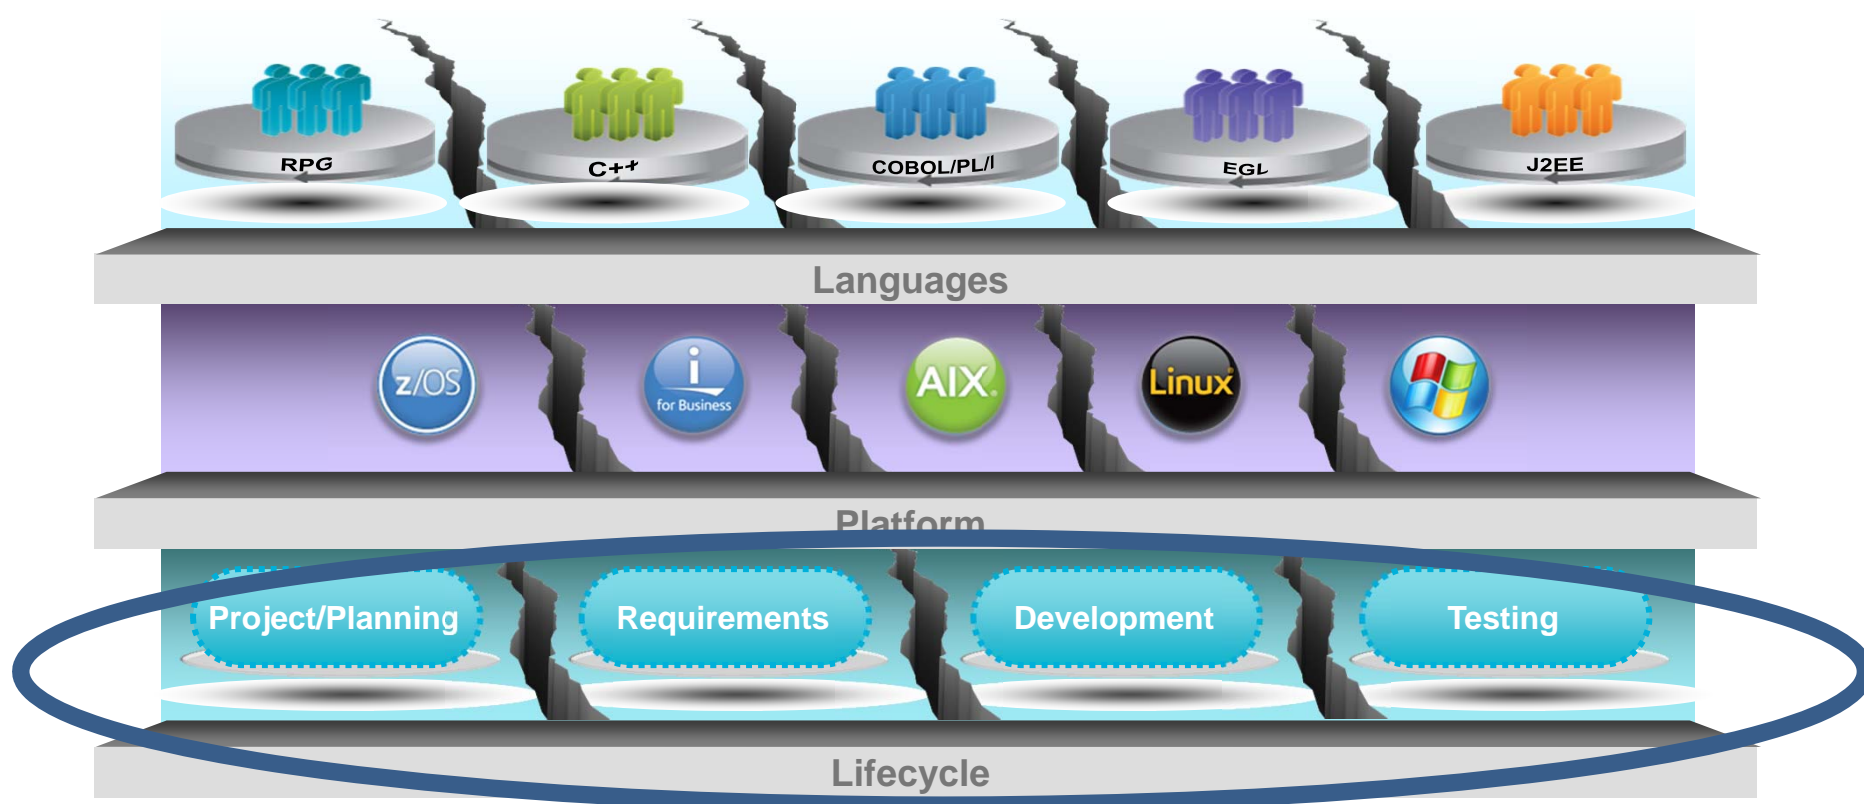 RPG
C++
COBOL/PL/I
EGL
J2EE
Languages
z/OS
i
for Business
AIX
Linux
Platform
Project/Planning
Requirements
Development
Testing
Lifecycle